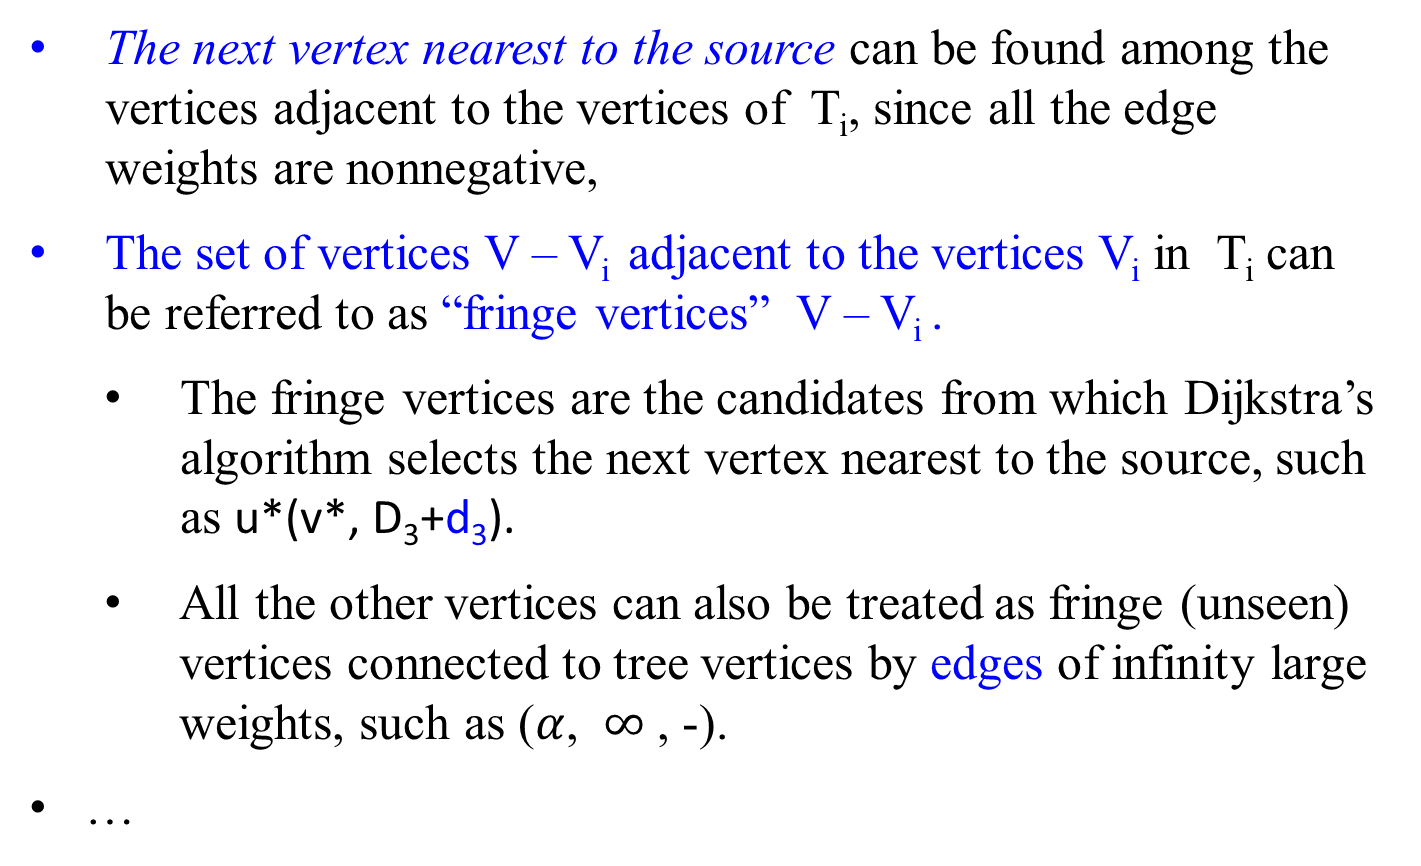 • The next vertex nearest to the source can be found among the
vertices adjacent to the vertices of Tᵢ, since all the edge
weights are nonnegative,
• The set of vertices V – Vᵢ adjacent to the vertices Vᵢ in Tᵢ can
be referred to as “fringe vertices” V – Vᵢ .
• The fringe vertices are the candidates from which Dijkstra’s
algorithm selects the next vertex nearest to the source, such
as u*(v*, D₃+d₃).
• All the other vertices can also be treated as fringe (unseen)
vertices connected to tree vertices by edges of infinity large
weights, such as (α, ∞ , -).
• …